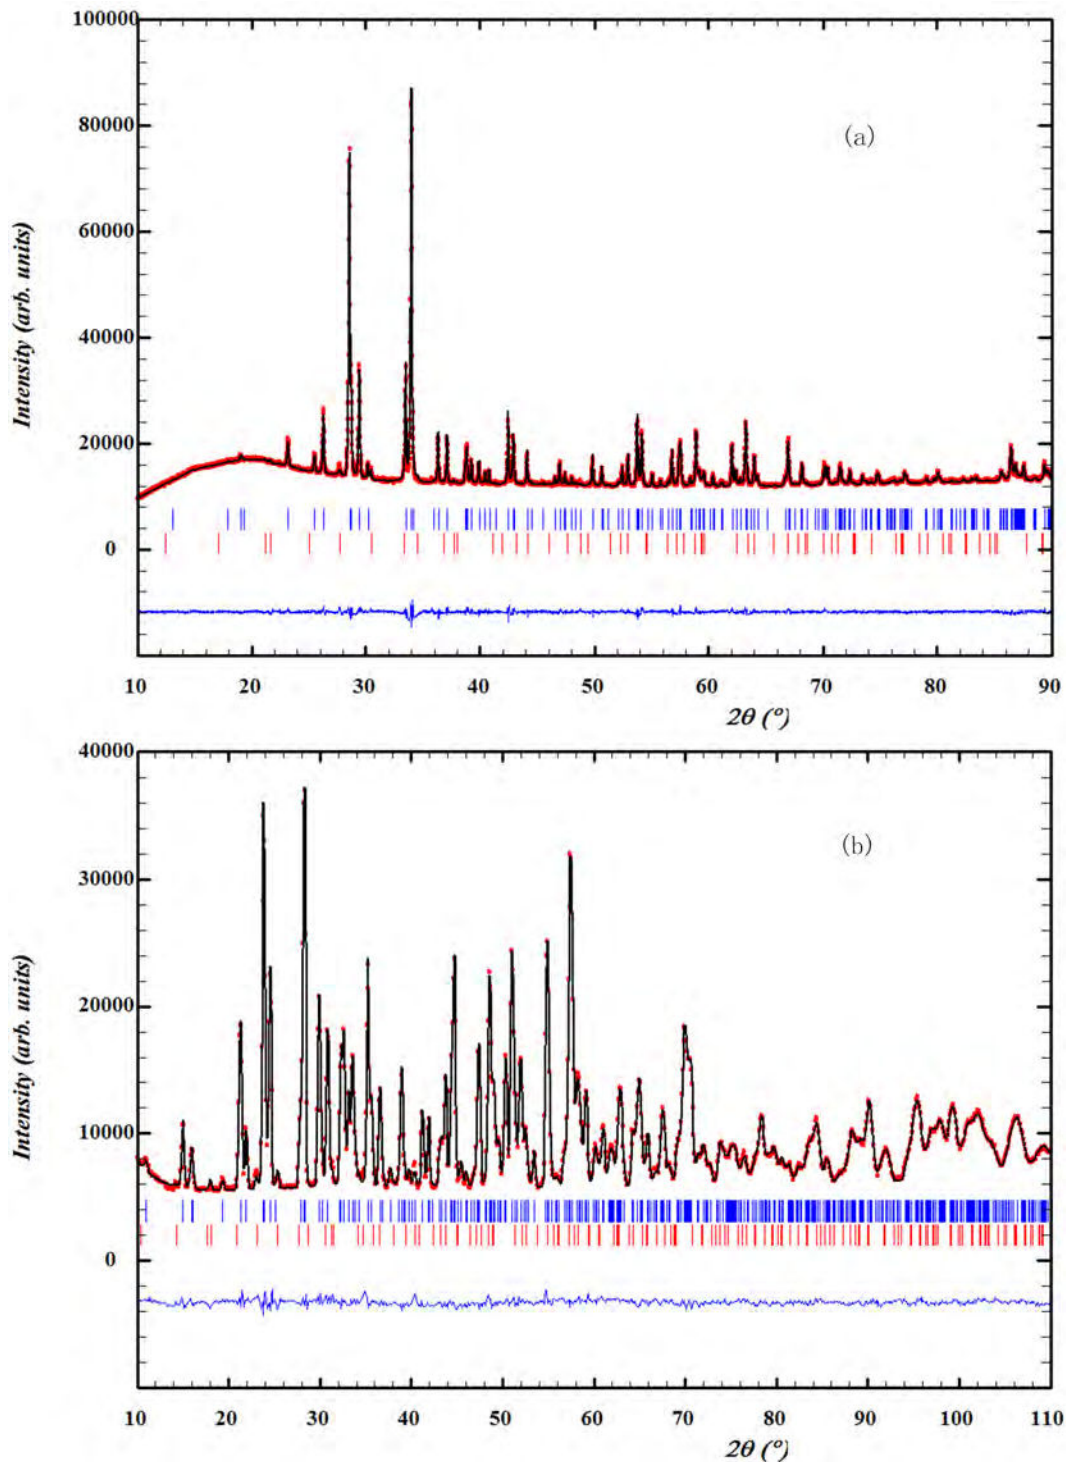 100000
(a)
80000
60000
Intensity (arb. units)
40000
20000
0
10 20 30 40 50 60 70 80 90
2θ (°)
40000
(b)
30000
Intensity (arb. units)
20000
10000
0
10 20 30 40 50 60 70 80 90 100 110
2θ (°)